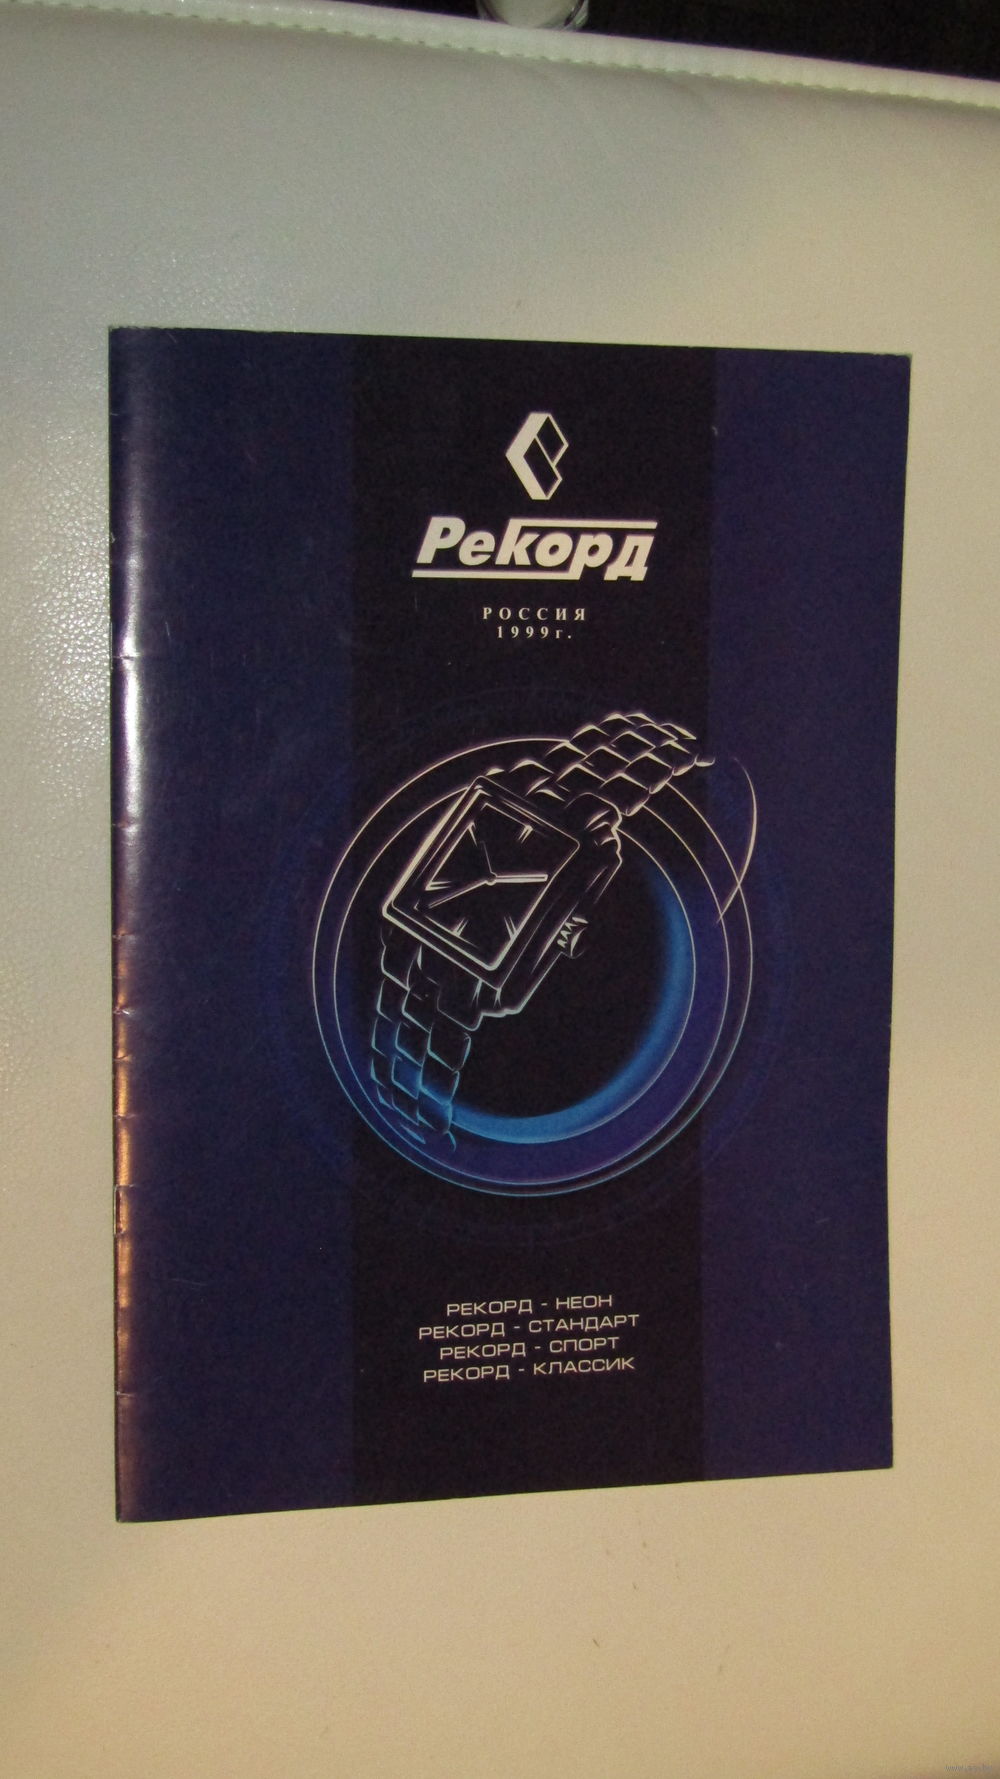 Рекорд
РОССИЯ
1999г.
РЕКОРД - НЕОН
РЕКОРД - СТАНДАРТ
РЕКОРД - СПОРТ
РЕКОРД - КЛАССИК